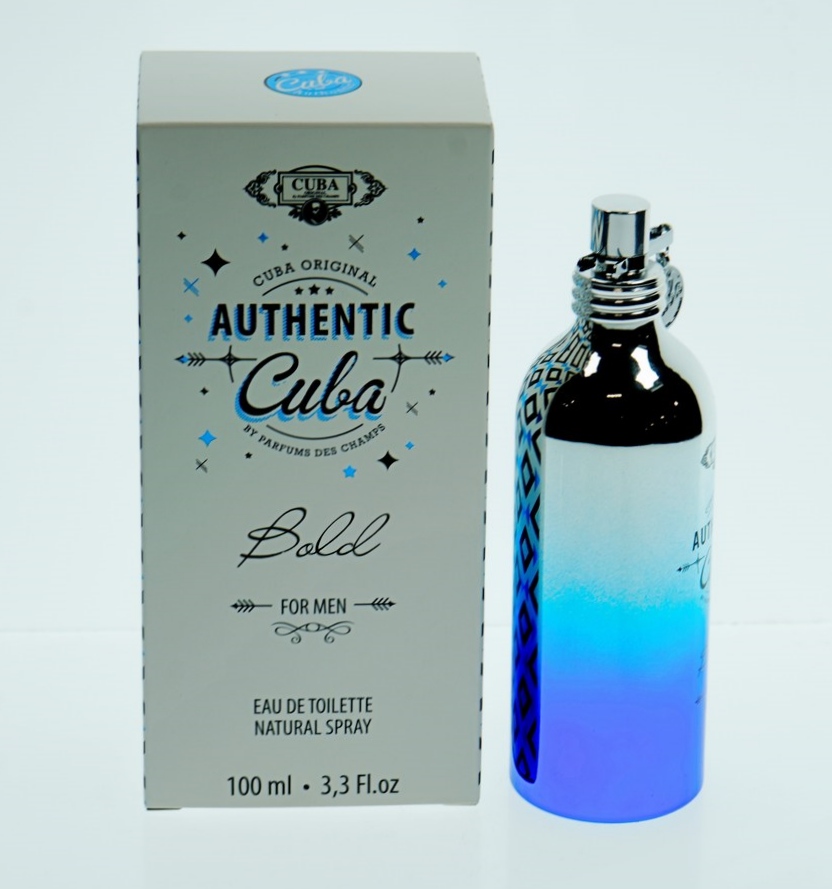 Cuba
CUBA
ORIGINAL
CUBA ORIGINAL
AUTHENTIC
Cuba
BY PARFUMS DES CHAMPS
Bold
FOR MEN
EAU DE TOILETTE
NATURAL SPRAY
100 ml • 3,3 Fl.oz